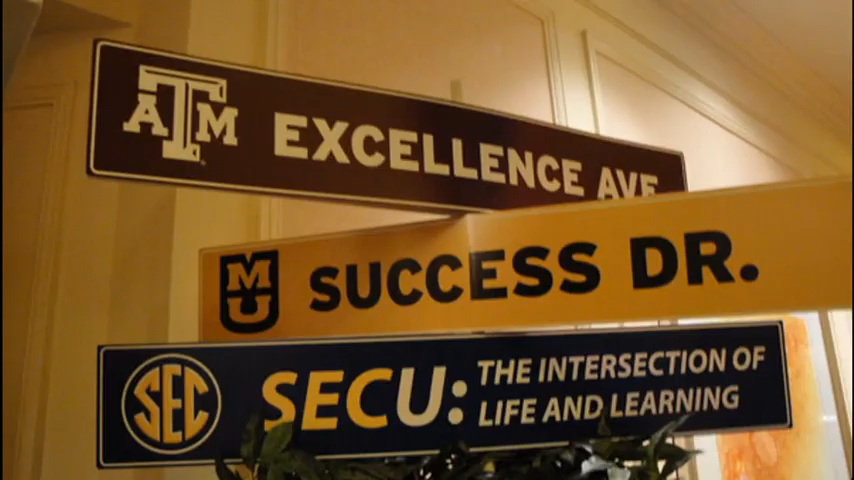 ATM EXCELLENCE AVE
MU SUCCESS DR.
SEC SECU: THE INTERSECTION OF
LIFE AND LEARNING